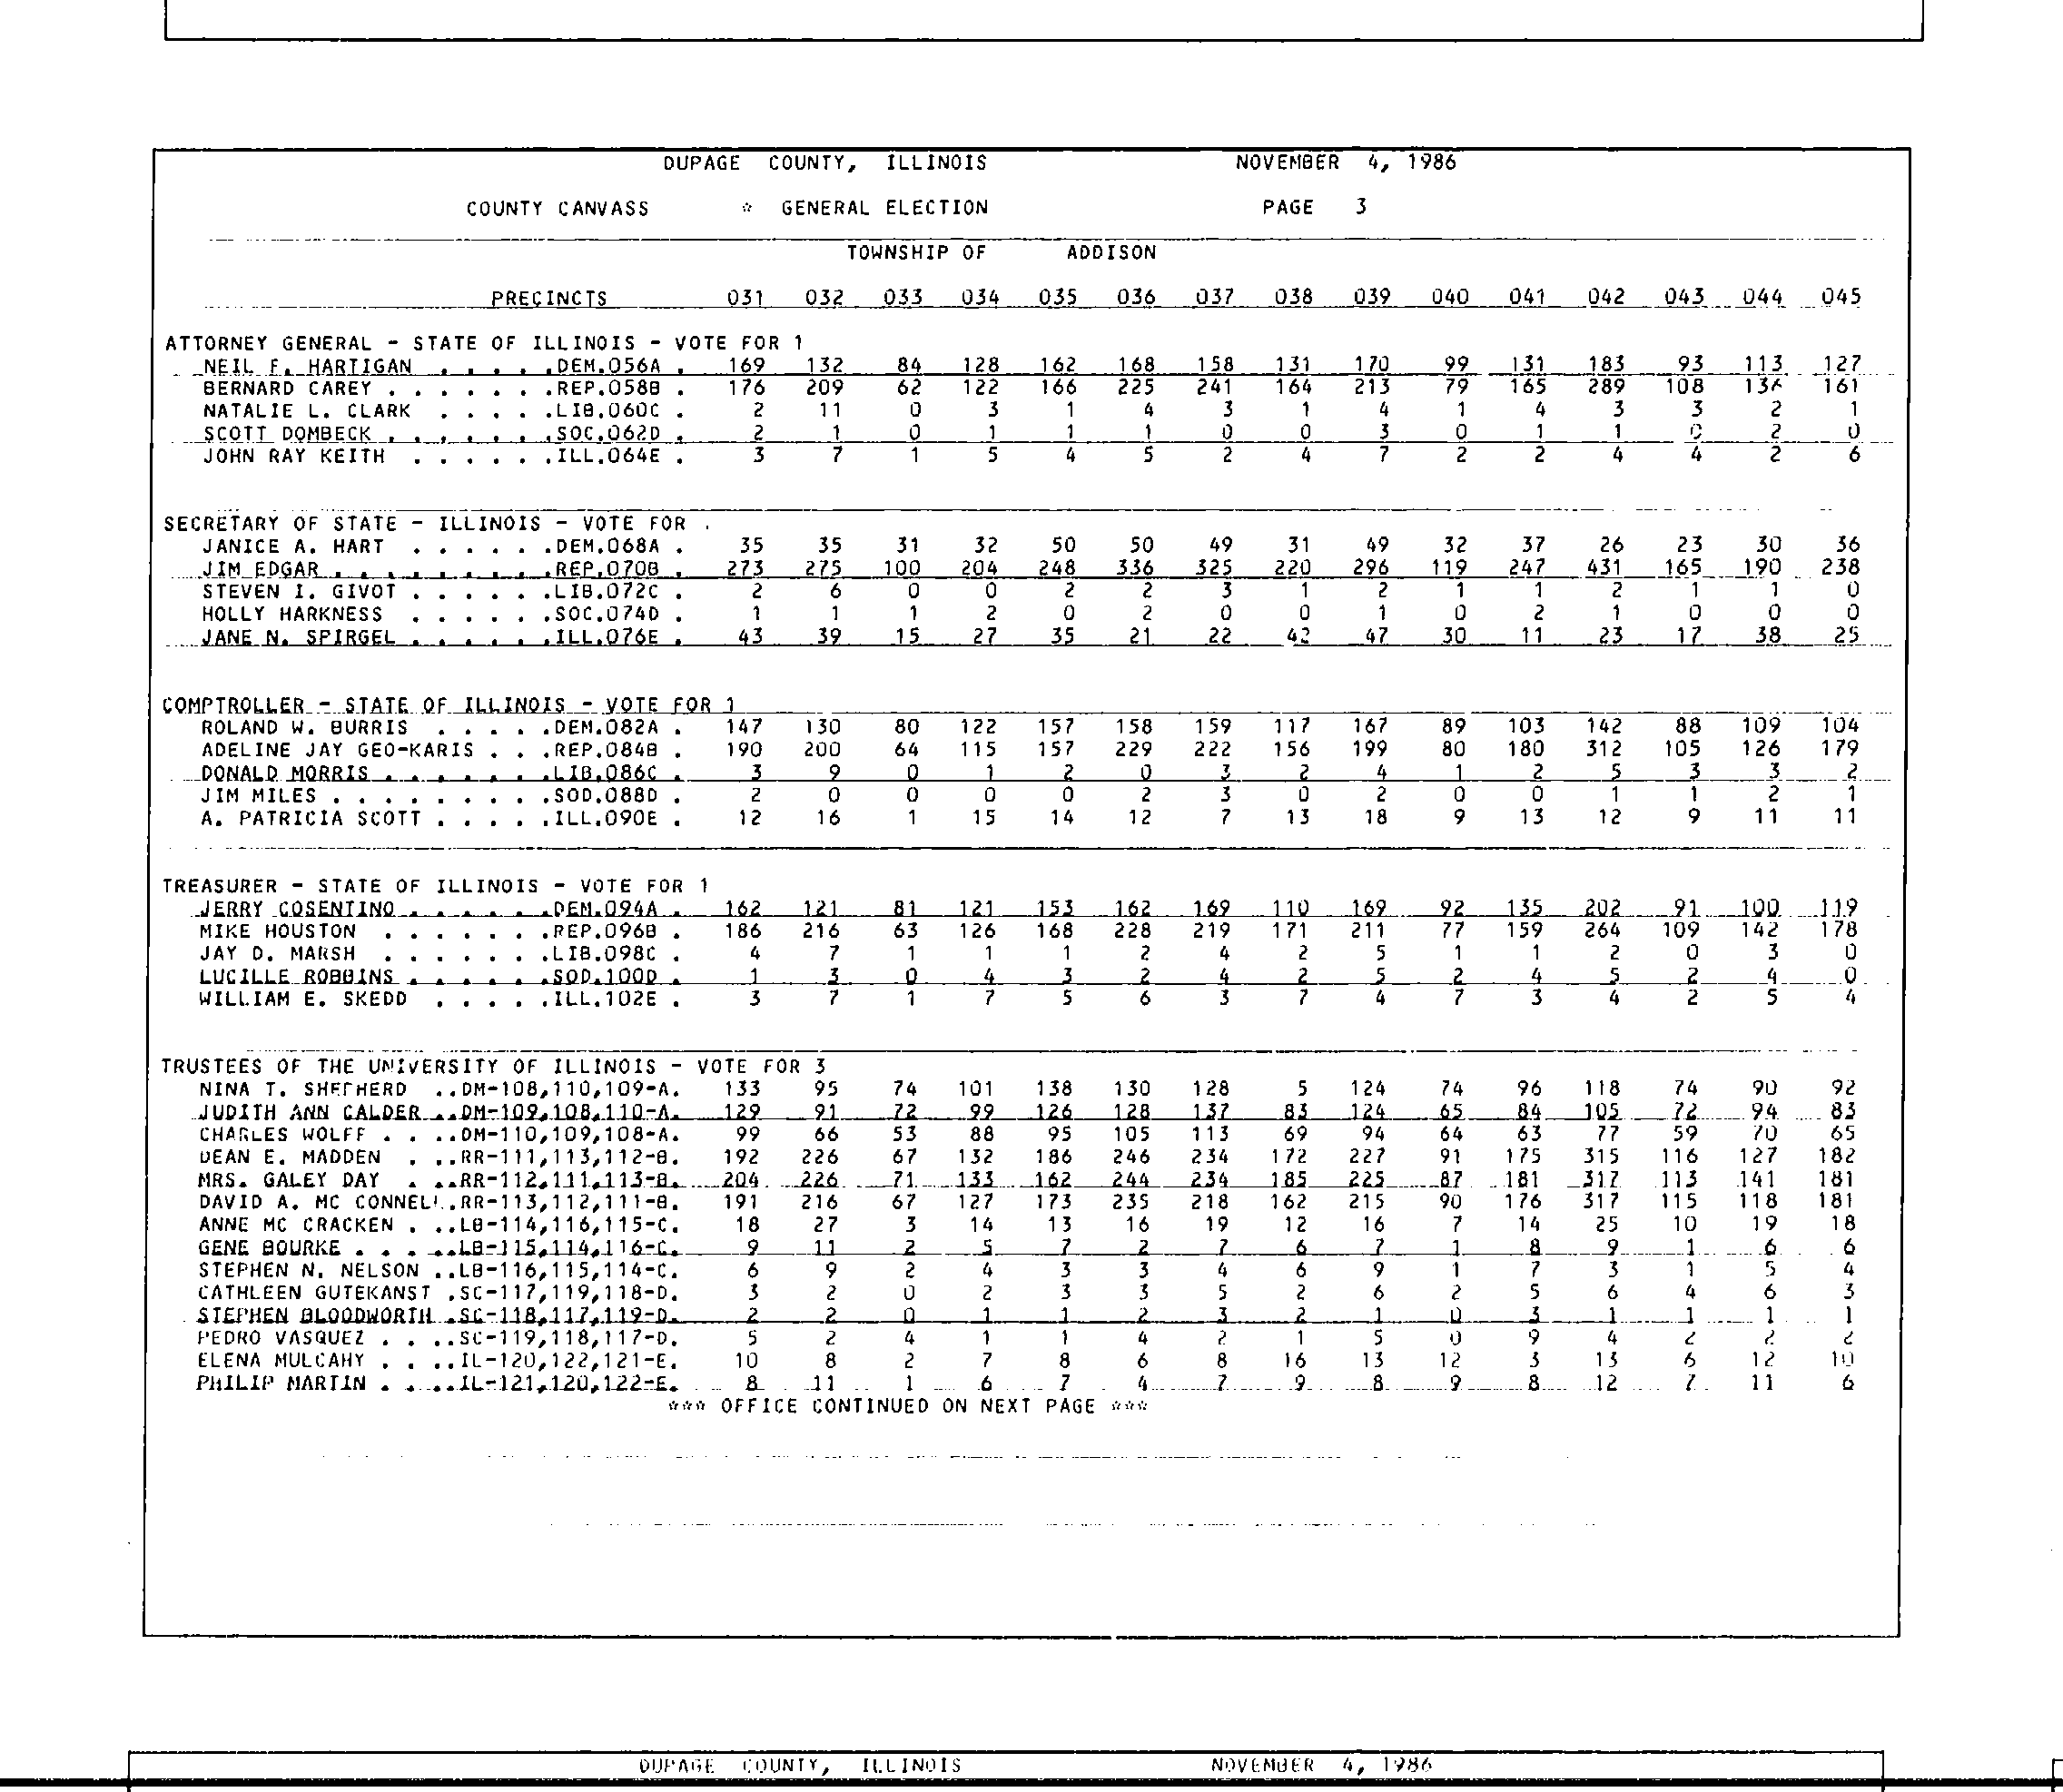 DUPAGE COUNTY, ILLINOIS NOVEMBER 4, 1986
COUNTY CANVASS * GENERAL ELECTION PAGE 3
TOWNSHIP OF ADDISON
PRECINCTS 031 032 033 034 035 036 037 038 039 040 041 042 043 044 045
ATTORNEY GENERAL - STATE OF ILLINOIS - VOTE FOR 1
NEIL F. HARTIGAN . . . . .DEM.056A . 169 132 84 128 162 168 158 131 170 99 131 183 93 113 127
BERNARD CAREY . . . . . . .REP.058B . 176 209 62 122 166 225 241 164 213 79 165 289 108 136 161
NATALIE L. CLARK . . . . .LIB.060C . 2 11 0 3 1 4 3 1 4 1 4 3 3 2 1
SCOTT DOMBECK . . . . . . .SOC.062D . 2 1 0 1 1 1 0 0 3 0 1 1 0 2 0
JOHN RAY KEITH . . . . . .ILL.064E . 3 7 1 5 4 5 2 4 7 2 2 4 4 2 6
SECRETARY OF STATE - ILLINOIS - VOTE FOR
JANICE A. HART . . . . . .DEM.068A . 35 35 31 32 50 50 49 31 49 32 37 26 23 30 36
JIM EDGAR . . . . . . . . .REP.070B . 273 275 100 204 248 336 325 220 296 119 247 431 165 190 238
STEVEN I. GIVOT . . . . . .LIB.072C . 2 6 0 0 2 2 3 1 2 1 1 2 1 1 0
HOLLY HARKNESS . . . . . .SOC.074D . 1 1 1 2 0 2 0 0 1 0 2 1 0 0 0
JANE N. SPIRGEL . . . . . .ILL.076E . 43 39 15 27 35 21 22 42 47 30 11 23 17 38 25
COMPTROLLER - STATE OF ILLINOIS - VOTE FOR 1
ROLAND W. BURRIS . . . . .DEM.082A . 147 130 80 122 157 158 159 117 167 89 103 142 88 109 104
ADELINE JAY GEO-KARIS . . .REP.084B . 190 200 64 115 157 229 222 156 199 80 180 312 105 126 179
DONALD MORRIS . . . . . . .LIB.086C . 3 9 0 1 2 0 3 2 4 1 2 5 3 3 2
JIM MILES . . . . . . . . .SOD.088D . 2 0 0 0 0 2 3 0 2 0 0 1 1 2 1
A. PATRICIA SCOTT . . . . .ILL.090E . 12 16 1 15 14 12 7 13 18 9 13 12 9 11 11
TREASURER - STATE OF ILLINOIS - VOTE FOR 1
JERRY COSENTINO . . . . . .DEM.094A . 162 121 81 121 153 162 169 110 169 92 135 202 91 100 119
MIKE HOUSTON . . . . . . .REP.096B . 186 216 63 126 168 228 219 171 211 77 159 264 109 142 178
JAY D. MARSH . . . . . . .LIB.098C . 4 7 1 1 1 2 4 2 5 1 1 2 0 3 0
LUCILLE ROBBINS . . . . . .SOD.100D . 1 3 0 4 3 2 4 2 5 2 4 5 2 4 0
WILLIAM E. SKEDD . . . . .ILL.102E . 3 7 1 7 5 6 3 7 4 7 3 4 2 5 4
TRUSTEES OF THE UNIVERSITY OF ILLINOIS - VOTE FOR 3
NINA T. SHEPHERD ..DM-108,110,109-A. 133 95 74 101 138 130 128 5 124 74 96 118 74 90 92
JUDITH ANN CALDER ..DM-109,108,110-A. 129 91 72 99 126 128 137 83 124 65 84 105 72 94 83
CHARLES WOLFF . . ..DM-110,109,108-A. 99 66 53 88 95 105 113 69 94 64 63 77 59 70 65
DEAN E. MADDEN . ..RR-111,113,112-B. 192 226 67 132 186 246 234 172 227 91 175 315 116 127 182
MRS. GALEY DAY . ..RR-112,111,113-B. 204 226 71 133 162 244 234 185 225 87 181 317 113 141 181
DAVID A. MC CONNELL..RR-113,112,111-B. 191 216 67 127 173 235 218 162 215 90 176 317 115 118 181
ANNE MC CRACKEN . ..LB-114,116,115-C. 18 27 3 14 13 16 19 12 16 7 14 25 10 19 18
GENE BOURKE . . . ..LB-115,114,116-C. 9 11 2 5 7 2 7 6 7 1 8 9 1 6 6
STEPHEN N. NELSON ..LB-116,115,114-C. 6 9 2 4 3 3 4 6 9 1 7 3 1 5 4
CATHLEEN GUTEKANST .SC-117,119,118-D. 3 2 0 2 3 3 5 2 6 2 5 6 4 6 3
STEPHEN BLOODWORTH .SC-118,117,119-D. 2 2 0 1 1 2 3 2 1 0 3 1 1 1 1
PEDRO VASQUEZ . . ..SC-119,118,117-D. 5 2 4 1 1 4 2 1 5 0 9 4 2 2 2
ELENA MULCAHY . . ..IL-120,122,121-E. 10 8 2 7 8 6 8 16 13 12 3 13 6 12 10
PHILIP MARTIN . . ..IL-121,120,122-E. 8 11 1 6 7 4 7 9 8 9 8 12 7 11 6
*** OFFICE CONTINUED ON NEXT PAGE ***
DUPAGE COUNTY, ILLINOIS NOVEMBER 4, 1986